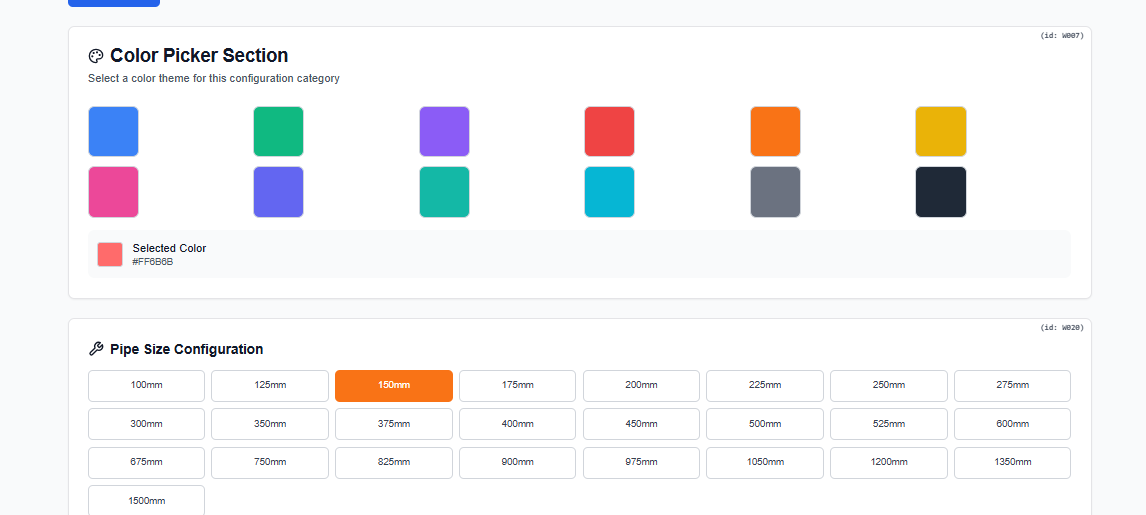 (id: W007)
Color Picker Section
Select a color theme for this configuration category
Selected Color
#FF6B6B
(id: W020)
Pipe Size Configuration
100mm 125mm 150mm 175mm 200mm 225mm 250mm 275mm
300mm 350mm 375mm 400mm 450mm 500mm 525mm 600mm
675mm 750mm 825mm 900mm 975mm 1050mm 1200mm 1350mm
1500mm